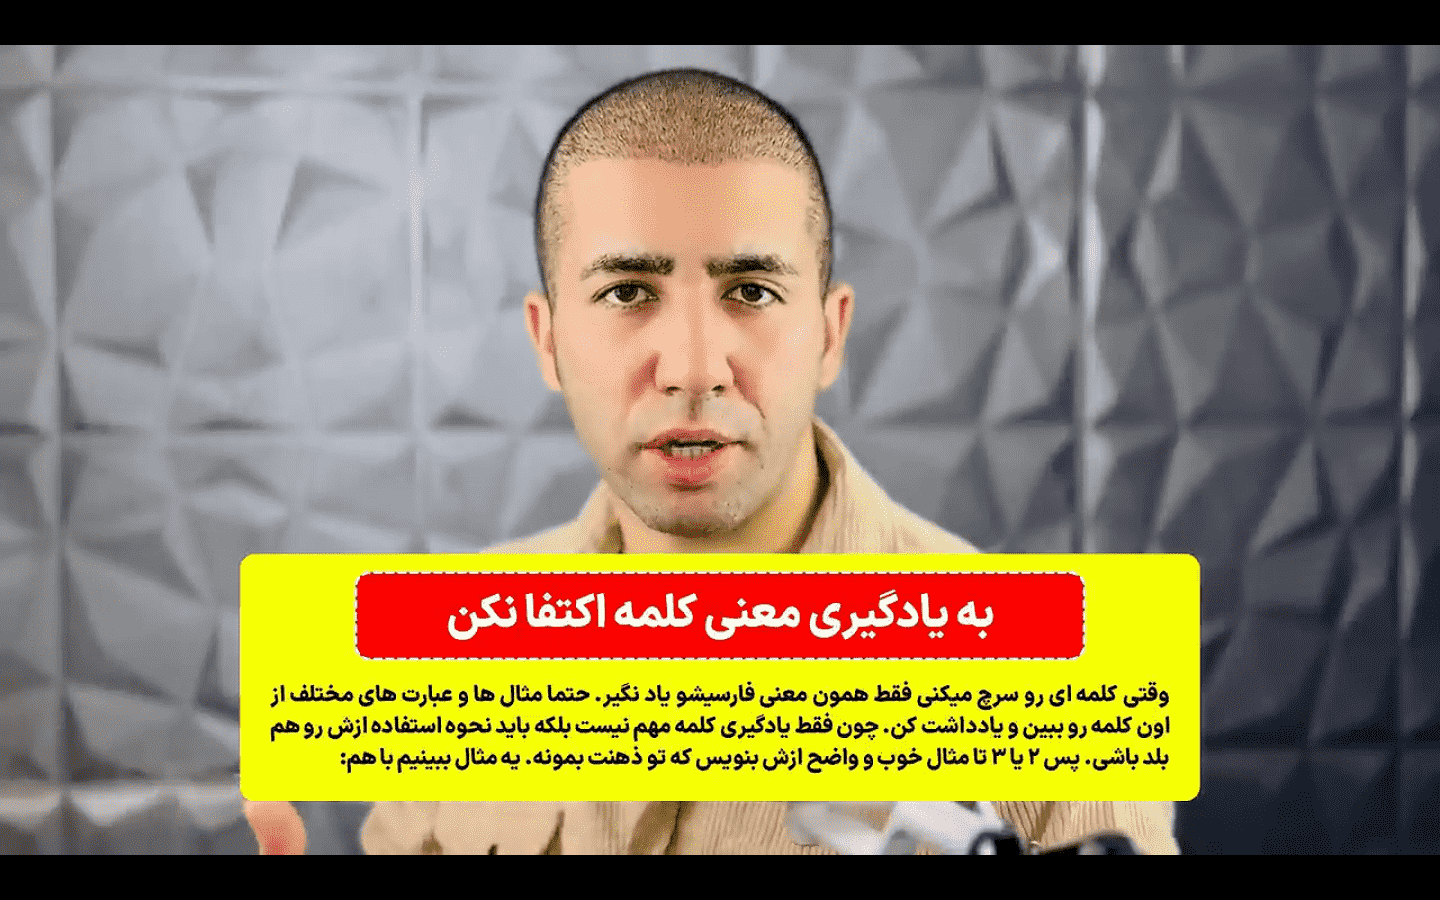 به یادگیری معنی کلمه اکتفا نکن
وقتی کلمه ای رو سرچ میکنی فقط همون معنی فارسیشو یاد نگیر. حتما مثال ها و عبارت های مختلف از
اون کلمه رو ببین و یادداشت کن. چون فقط یادگیری کلمه مهم نیست بلکه باید نحوه استفاده ازش رو هم
بلد باشی. پس ۲ یا ۳ تا مثال خوب و واضح ازش بنویس که تو ذهنت بمونه. یه مثال ببینیم با هم: